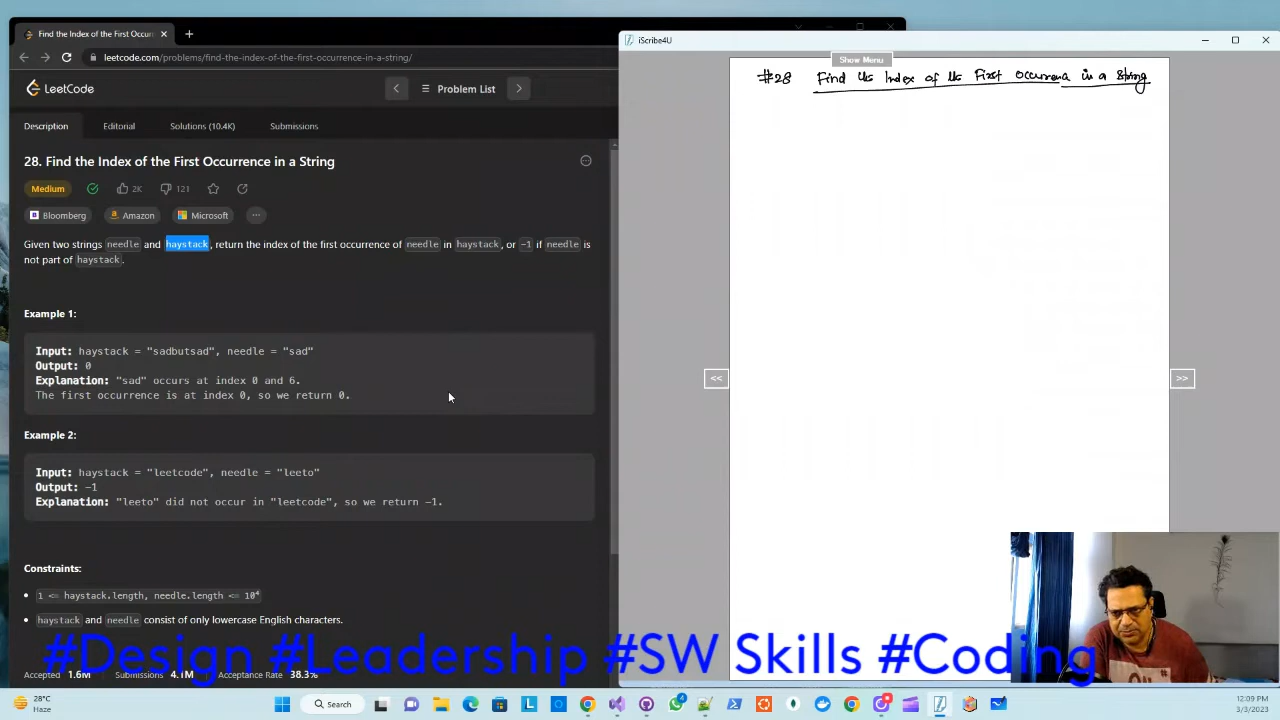 Find the Index of the First Occurr
leetcode.com/problems/find-the-index-of-the-first-occurrence-in-a-string/
LeetCode
Problem List
Description
Editorial
Solutions (10.4K)
Submissions
28. Find the Index of the First Occurrence in a String
Medium
2K
121
Bloomberg
Amazon
Microsoft
Given two strings needle and haystack, return the index of the first occurrence of needle in haystack, or -1 if needle is
not part of haystack.
Example 1:
Input: haystack = "sadbutsad", needle = "sad"
Output: 0
Explanation: "sad" occurs at index 0 and 6.
The first occurrence is at index 0, so we return 0.
Example 2:
Input: haystack = "leetcode", needle = "leeto"
Output: -1
Explanation: "leeto" did not occur in "leetcode", so we return -1.
Constraints:
1 <= haystack.length, needle.length <= 10⁴
haystack and needle consist of only lowercase English characters.
Accepted 1.6M Submissions 4.1M Acceptance Rate 38.3%
iScribe4U
Show Menu
#28 Find the Index of the First Occurrence in a String
<<
>>
#Design #Leadership #SW Skills #Coding
28°C
Haze
Search
4
12:09 PM
3/3/2023